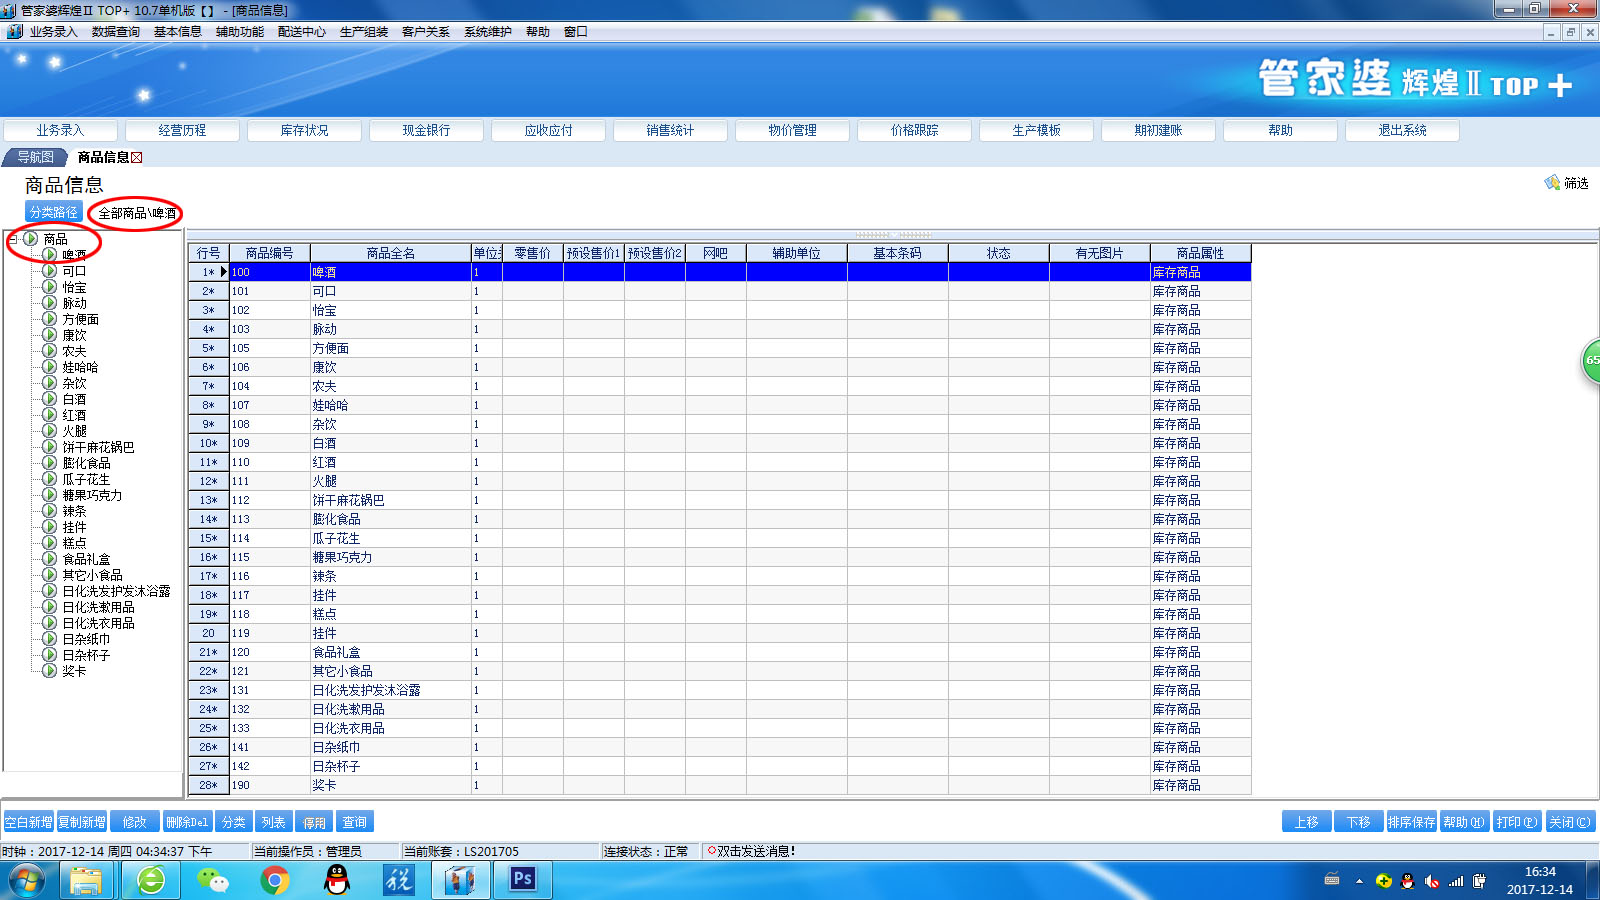 管家婆辉煌II TOP+ 10.7单机版【 】 - [商品信息]
业务录入 数据查询 基本信息 辅助功能 配送中心 生产组装 客户关系 系统维护 帮助 窗口
管家婆 辉煌II TOP+
业务录入 经营历程 库存状况 现金银行 应收应付 销售统计 物价管理 价格跟踪 生产模板 期初建账 帮助 退出系统
导航图 商品信息
商品信息
筛选
分类路径 全部商品\啤酒
商品
啤酒
可口
怡宝
脉动
方便面
康饮
农夫
娃哈哈
杂饮
白酒
红酒
火腿
饼干麻花锅巴
膨化食品
瓜子花生
糖果巧克力
辣条
挂件
糕点
食品礼盒
其它小食品
日化洗发护发沐浴露
日化洗漱用品
日化洗衣用品
日杂纸巾
日杂杯子
奖卡
行号 商品编号 商品全名 单位 零售价 预设售价1 预设售价2 网吧 辅助单位 基本条码 状态 有无图片 商品属性
1* 100 啤酒 1 库存商品
2* 101 可口 1 库存商品
3* 102 怡宝 1 库存商品
4* 103 脉动 1 库存商品
5* 105 方便面 1 库存商品
6* 106 康饮 1 库存商品
7* 104 农夫 1 库存商品
8* 107 娃哈哈 1 库存商品
9* 108 杂饮 1 库存商品
10* 109 白酒 1 库存商品
11* 110 红酒 1 库存商品
12* 111 火腿 1 库存商品
13* 112 饼干麻花锅巴 1 库存商品
14* 113 膨化食品 1 库存商品
15* 114 瓜子花生 1 库存商品
16* 115 糖果巧克力 1 库存商品
17* 116 辣条 1 库存商品
18* 117 挂件 1 库存商品
19* 118 糕点 1 库存商品
20 119 挂件 1 库存商品
21* 120 食品礼盒 1 库存商品
22* 121 其它小食品 1 库存商品
23* 131 日化洗发护发沐浴露 1 库存商品
24* 132 日化洗漱用品 1 库存商品
25* 133 日化洗衣用品 1 库存商品
26* 141 日杂纸巾 1 库存商品
27* 142 日杂杯子 1 库存商品
28* 190 奖卡 1 库存商品
65
空白新增 复制新增 修改 删除Del 分类 列表 停用 查询 上移 下移 排序保存 帮助(H) 打印(P) 关闭(C)
时钟：2017-12-14 周四 04:34:37 下午 当前操作员：管理员 当前账套：LS201705 连接状态：正常 双击发送消息!
税 Ps
16:34
2017-12-14